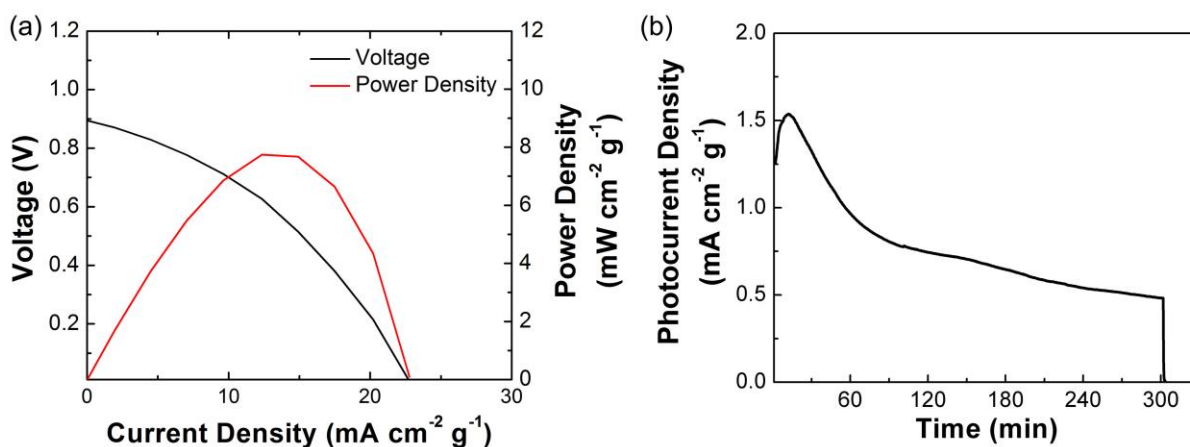 (a)
1.2
1.0
0.8
0.6
0.4
0.2
Voltage (V)
Voltage
Power Density
12
10
8
6
4
2
0
Power Density
(mW cm⁻² g⁻¹)
0
10
20
30
Current Density (mA cm⁻² g⁻¹)
(b)
2.0
1.5
1.0
0.5
0.0
Photocurrent Density
(mA cm⁻² g⁻¹)
60
120
180
240
300
Time (min)